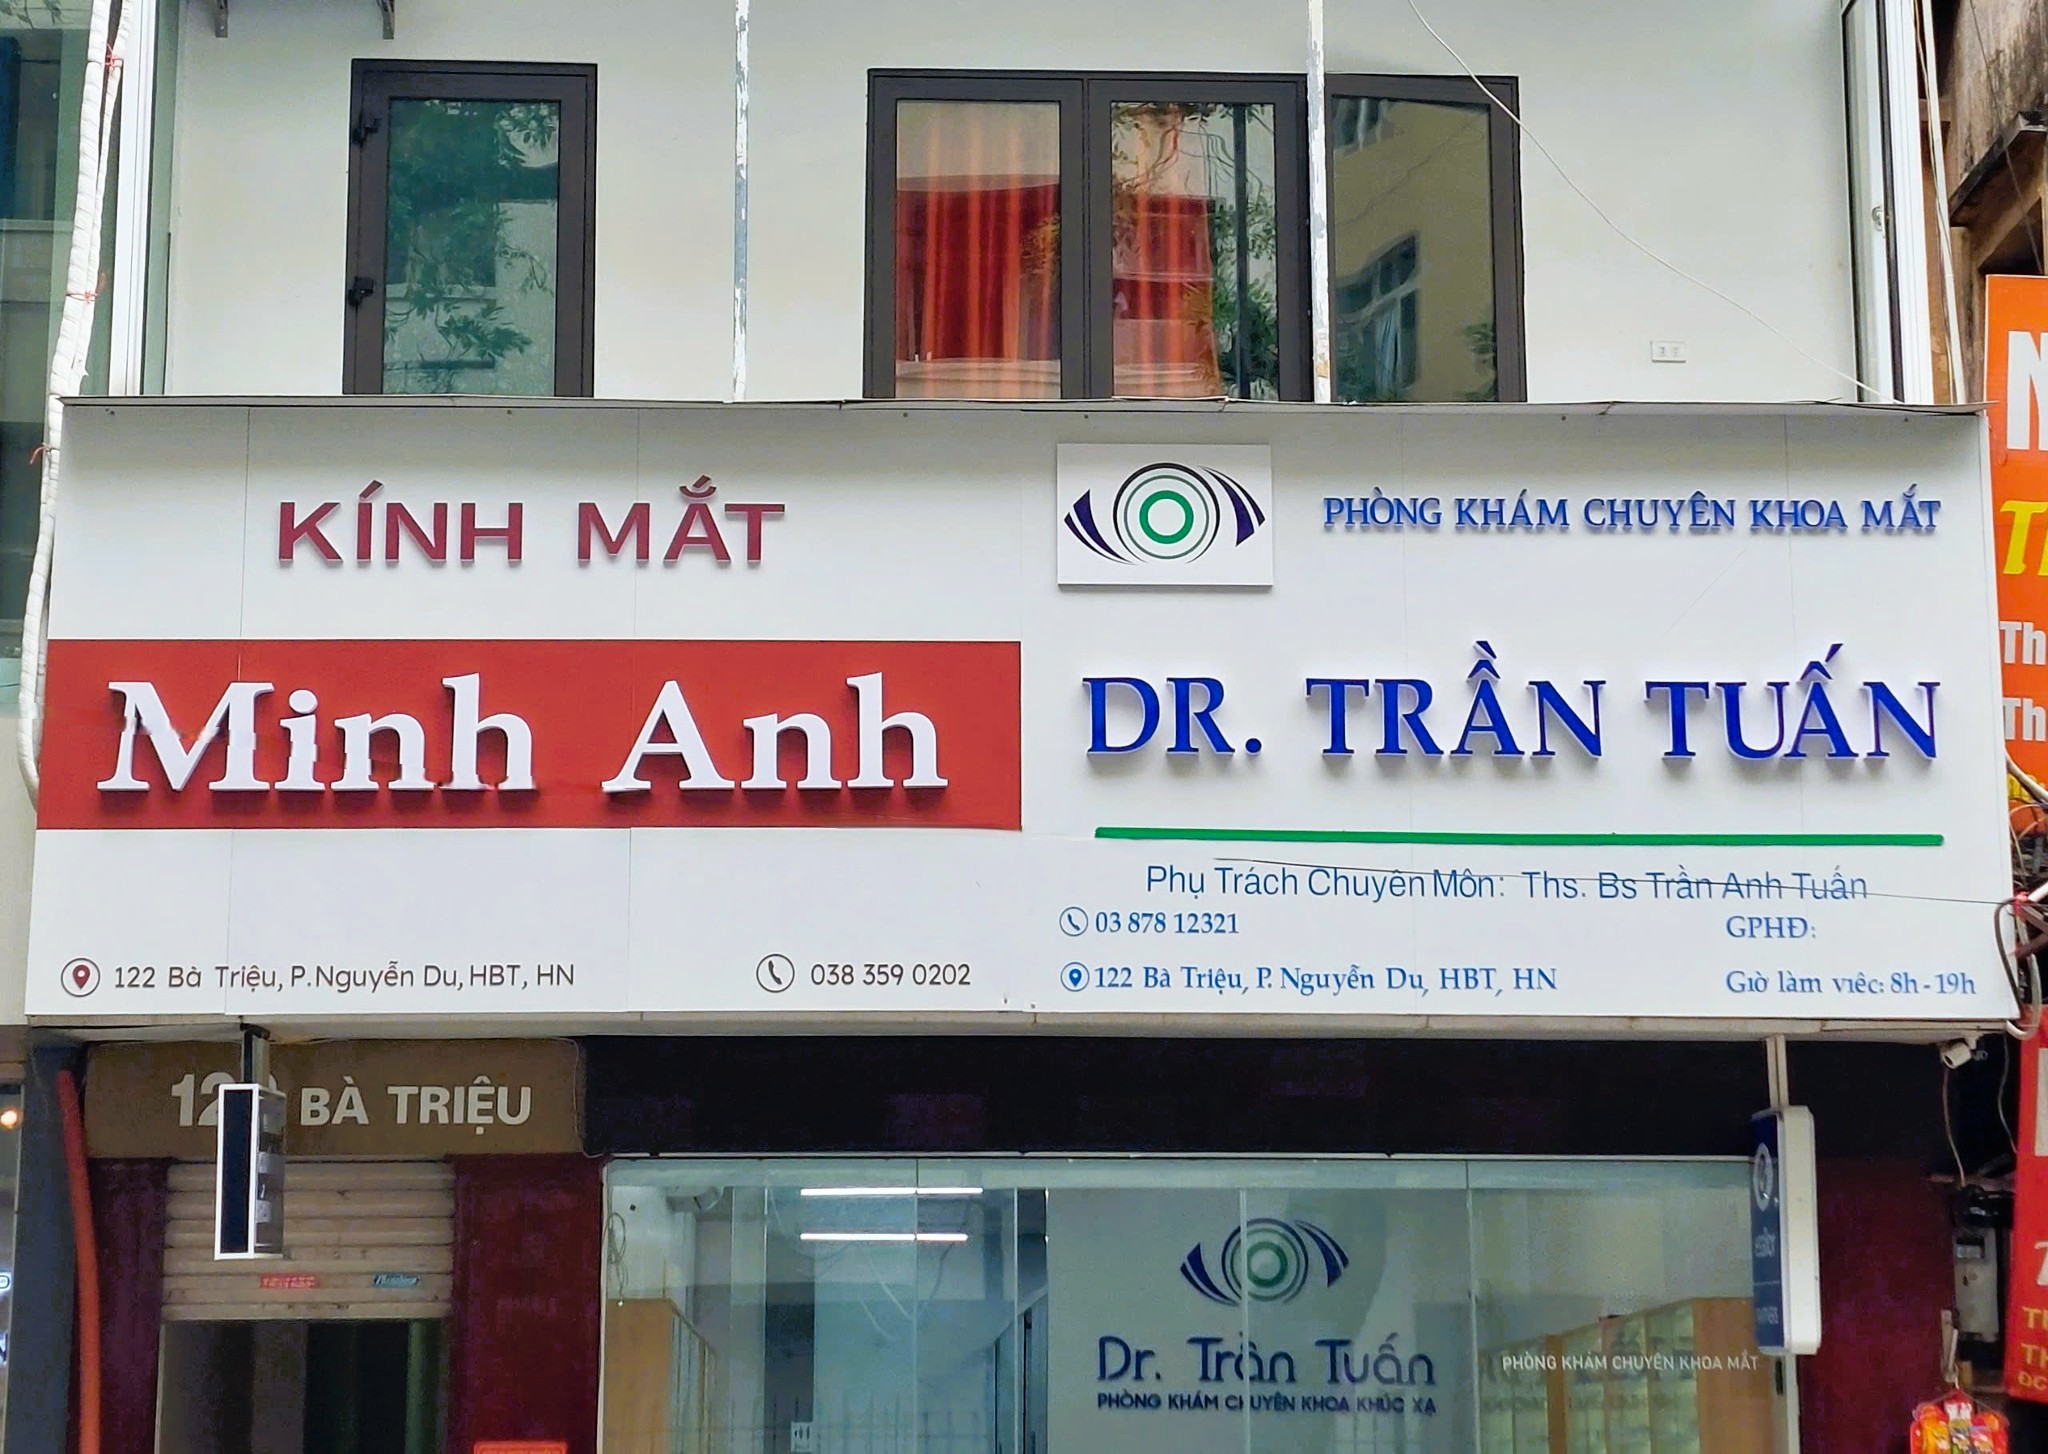 KÍNH MẮT
Minh Anh
122 Bà Triệu, P.Nguyễn Du, HBT, HN
038 359 0202
PHÒNG KHÁM CHUYÊN KHOA MẮT
DR. TRẦN TUẤN
Phụ Trách Chuyên Môn: Ths. Bs Trần Anh Tuấn
03 878 12321
GPHĐ:
122 Bà Triệu, P. Nguyễn Du, HBT, HN
Giờ làm việc: 8h - 19h
BÀ TRIỆU
Dr. Trần Tuấn
PHÒNG KHÁM CHUYÊN KHOA KHÚC XẠ
PHÒNG KHÁM CHUYÊN KHOA MẮT
Th
Th